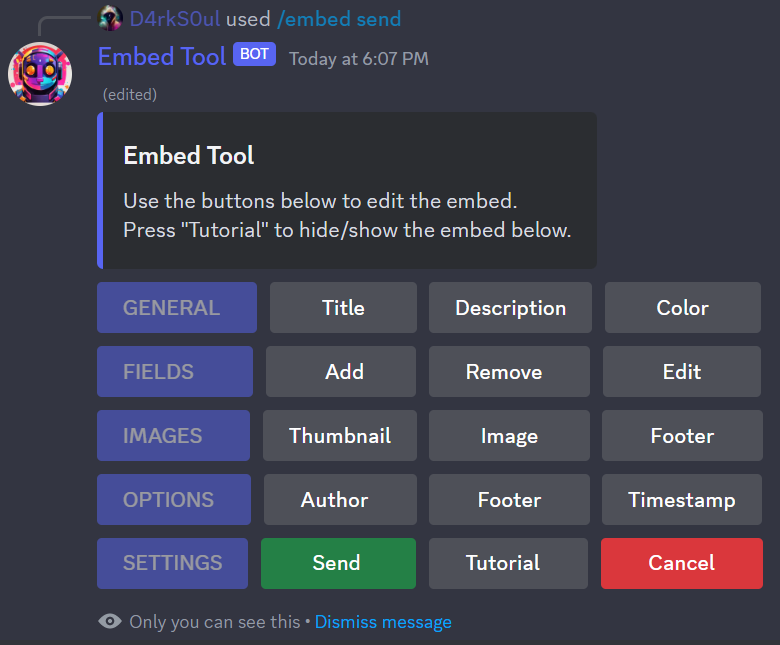 D4rkS0ul used /embed send
Embed Tool BOT Today at 6:07 PM
(edited)
Embed Tool
Use the buttons below to edit the embed.
Press "Tutorial" to hide/show the embed below.
GENERAL Title Description Color
FIELDS Add Remove Edit
IMAGES Thumbnail Image Footer
OPTIONS Author Footer Timestamp
SETTINGS Send Tutorial Cancel
Only you can see this • Dismiss message